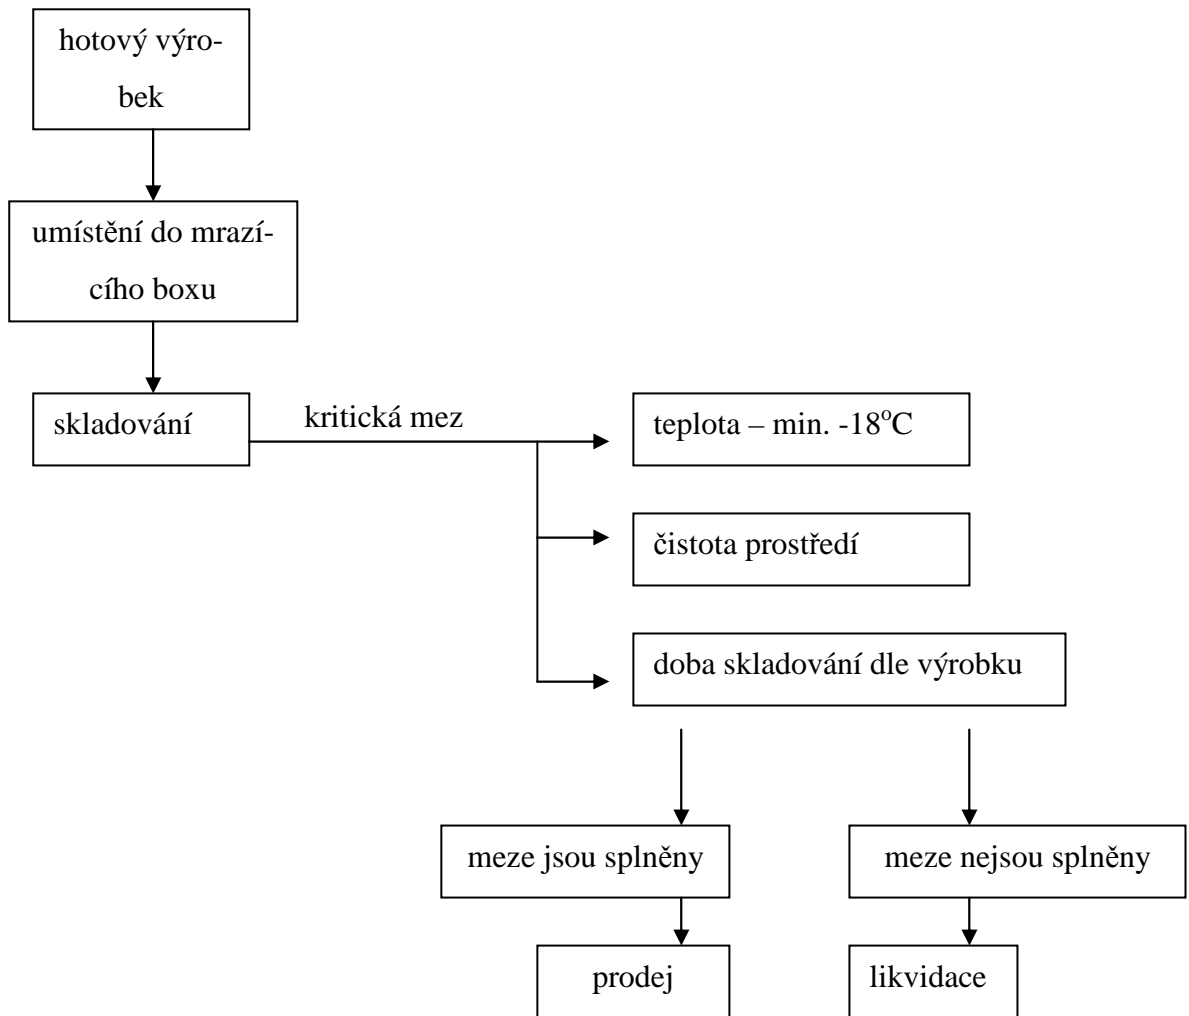 hotový výro-
bek
umístění do mrazí-
cího boxu
skladování
kritická mez
teplota – min. -18°C
čistota prostředí
doba skladování dle výrobku
meze jsou splněny
meze nejsou splněny
prodej
likvidace